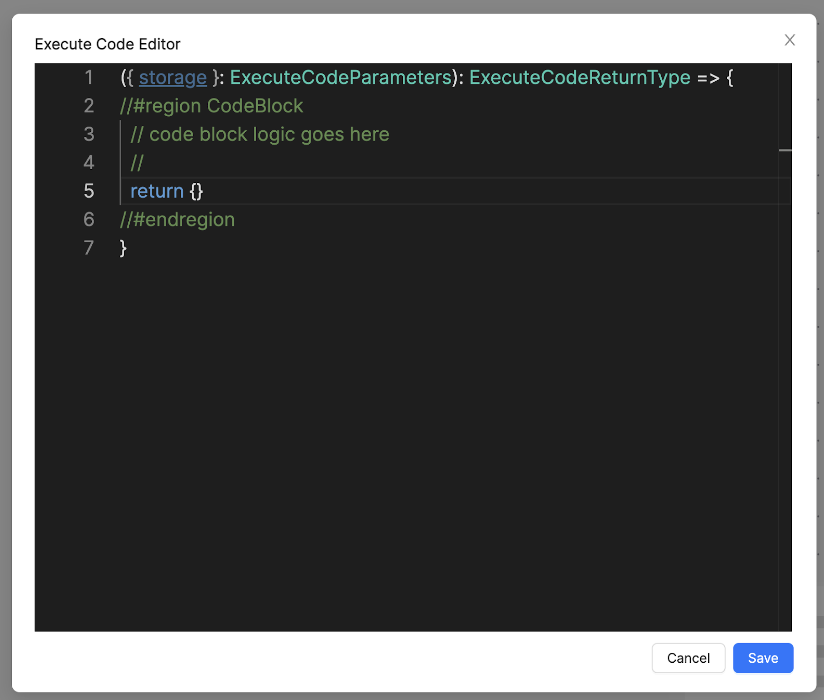 Execute Code Editor
1 ({ storage }: ExecuteCodeParameters): ExecuteCodeReturnType => {
2 //#region CodeBlock
3 // code block logic goes here
4 //
5 return {}
6 //#endregion
7 }
Cancel Save